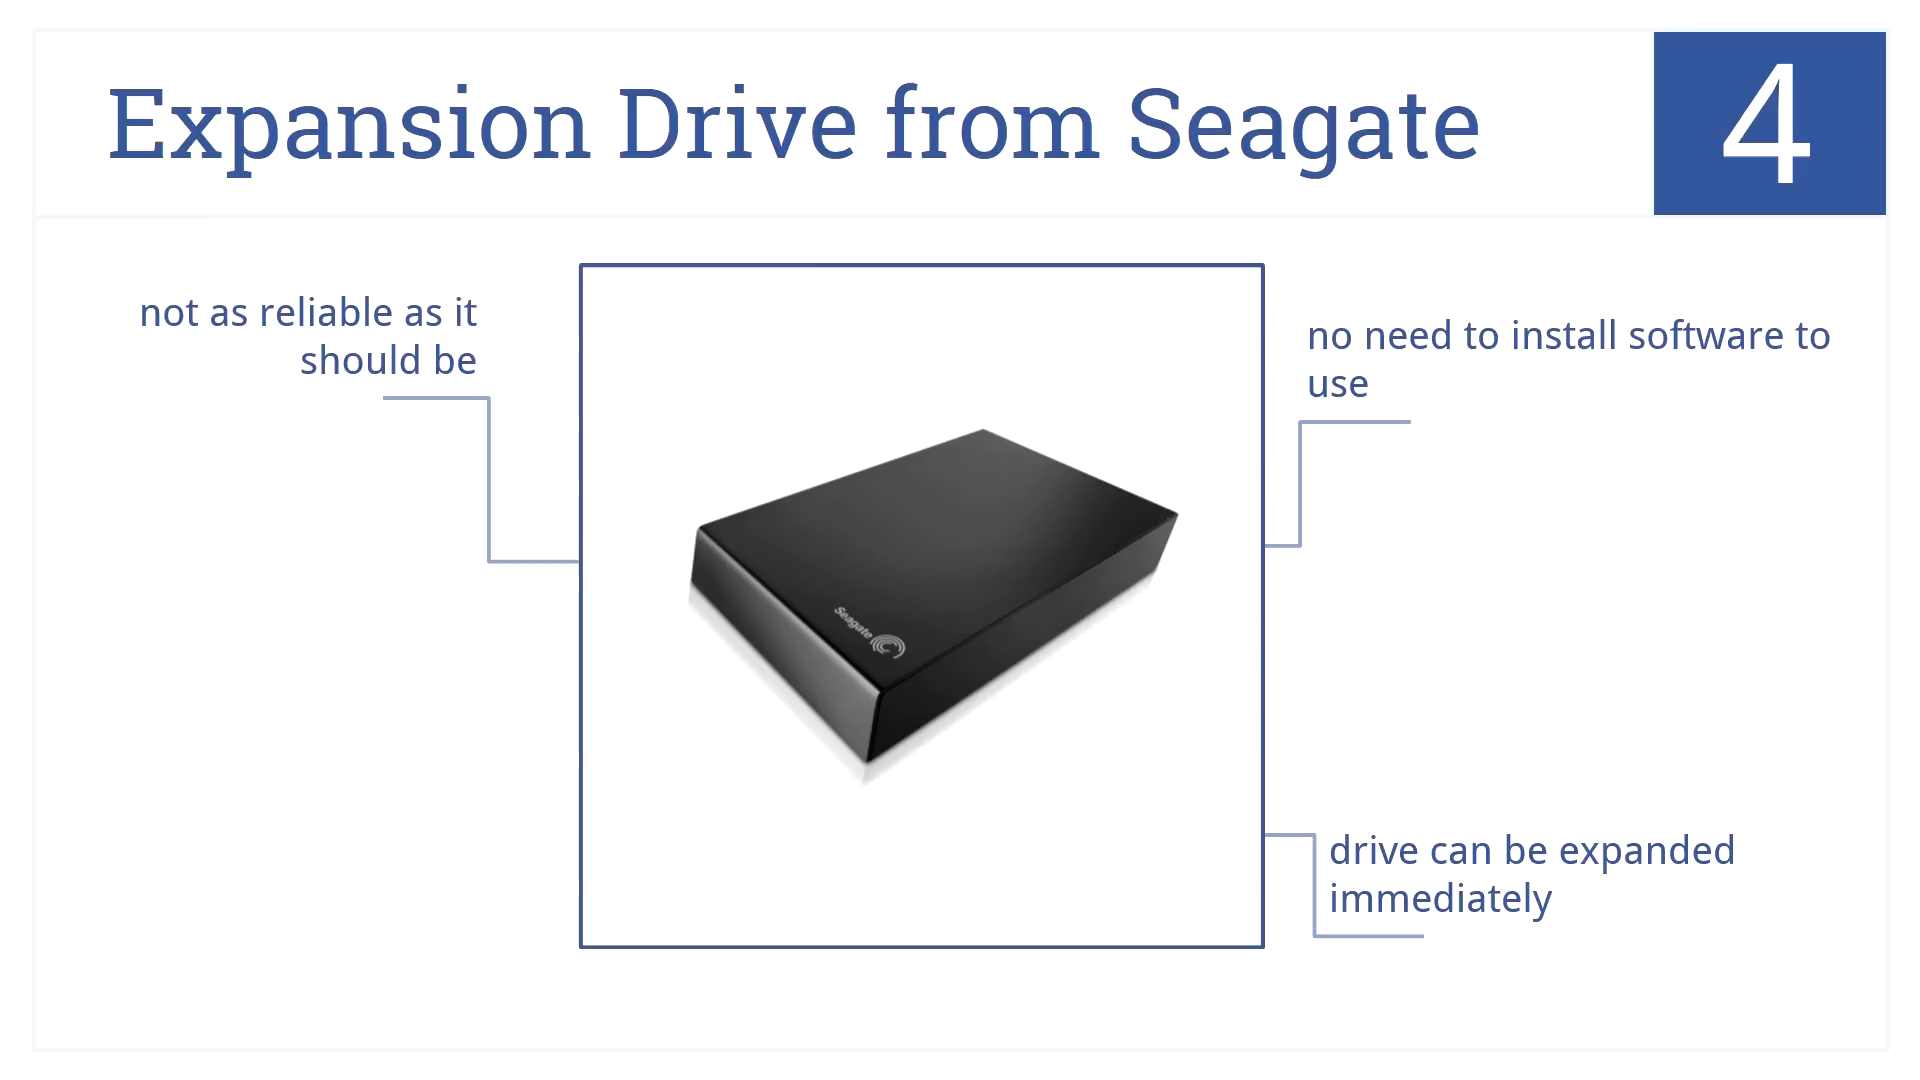 Expansion Drive from Seagate
4
not as reliable as it
should be
no need to install software to
use
Seagate
drive can be expanded
immediately